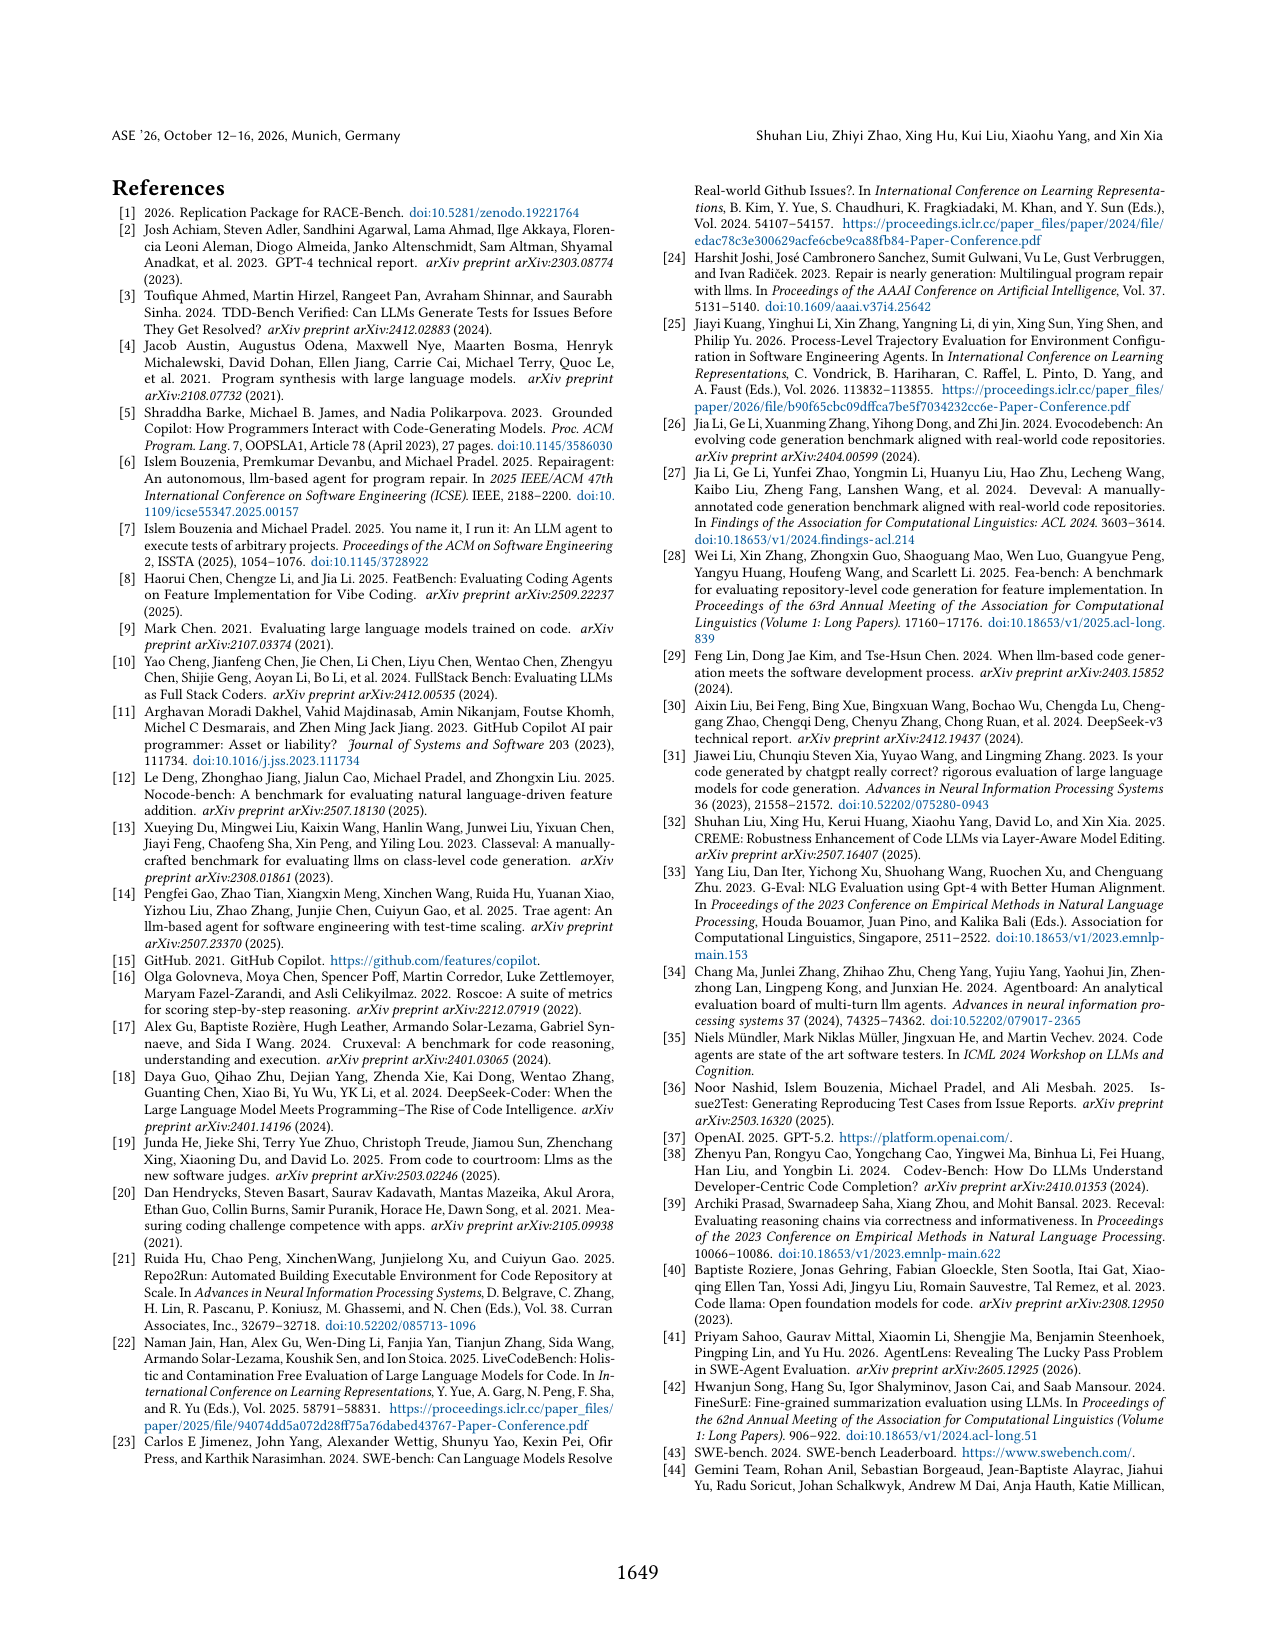 ASE ’26, October 12–16, 2026, Munich, Germany
Shuhan Liu, Zhiyi Zhao, Xing Hu, Kui Liu, Xiaohu Yang, and Xin Xia
References
[1] 2026. Replication Package for RACE-Bench. doi:10.5281/zenodo.19221764
[2] Josh Achiam, Steven Adler, Sandhini Agarwal, Lama Ahmad, Ilge Akkaya, Floren-
cia Leoni Aleman, Diogo Almeida, Janko Altenschmidt, Sam Altman, Shyamal
Anadkat, et al. 2023. GPT-4 technical report. arXiv preprint arXiv:2303.08774
(2023).
[3] Toufique Ahmed, Martin Hirzel, Rangeet Pan, Avraham Shinnar, and Saurabh
Sinha. 2024. TDD-Bench Verified: Can LLMs Generate Tests for Issues Before
They Get Resolved? arXiv preprint arXiv:2412.02883 (2024).
[4] Jacob Austin, Augustus Odena, Maxwell Nye, Maarten Bosma, Henryk
Michalewski, David Dohan, Ellen Jiang, Carrie Cai, Michael Terry, Quoc Le,
et al. 2021. Program synthesis with large language models. arXiv preprint
arXiv:2108.07732 (2021).
[5] Shraddha Barke, Michael B. James, and Nadia Polikarpova. 2023. Grounded
Copilot: How Programmers Interact with Code-Generating Models. Proc. ACM
Program. Lang. 7, OOPSLA1, Article 78 (April 2023), 27 pages. doi:10.1145/3586030
[6] Islem Bouzenia, Premkumar Devanbu, and Michael Pradel. 2025. Repairagent:
An autonomous, llm-based agent for program repair. In 2025 IEEE/ACM 47th
International Conference on Software Engineering (ICSE). IEEE, 2188–2200. doi:10.
1109/icse55347.2025.00157
[7] Islem Bouzenia and Michael Pradel. 2025. You name it, I run it: An LLM agent to
execute tests of arbitrary projects. Proceedings of the ACM on Software Engineering
2, ISSTA (2025), 1054–1076. doi:10.1145/3728922
[8] Haorui Chen, Chengze Li, and Jia Li. 2025. FeatBench: Evaluating Coding Agents
on Feature Implementation for Vibe Coding. arXiv preprint arXiv:2509.22237
(2025).
[9] Mark Chen. 2021. Evaluating large language models trained on code. arXiv
preprint arXiv:2107.03374 (2021).
[10] Yao Cheng, Jianfeng Chen, Jie Chen, Li Chen, Liyu Chen, Wentao Chen, Zhengyu
Chen, Shijie Geng, Aoyan Li, Bo Li, et al. 2024. FullStack Bench: Evaluating LLMs
as Full Stack Coders. arXiv preprint arXiv:2412.00535 (2024).
[11] Arghavan Moradi Dakhel, Vahid Majdinasab, Amin Nikanjam, Foutse Khomh,
Michel C Desmarais, and Zhen Ming Jack Jiang. 2023. GitHub Copilot AI pair
programmer: Asset or liability? Journal of Systems and Software 203 (2023),
111734. doi:10.1016/j.jss.2023.111734
[12] Le Deng, Zhonghao Jiang, Jialun Cao, Michael Pradel, and Zhongxin Liu. 2025.
Nocode-bench: A benchmark for evaluating natural language-driven feature
addition. arXiv preprint arXiv:2507.18130 (2025).
[13] Xueying Du, Mingwei Liu, Kaixin Wang, Hanlin Wang, Junwei Liu, Yixuan Chen,
Jiayi Feng, Chaofeng Sha, Xin Peng, and Yiling Lou. 2023. Classeval: A manually-
crafted benchmark for evaluating llms on class-level code generation. arXiv
preprint arXiv:2308.01861 (2023).
[14] Pengfei Gao, Zhao Tian, Xiangxin Meng, Xinchen Wang, Ruida Hu, Yuanan Xiao,
Yizhou Liu, Zhao Zhang, Junjie Chen, Cuiyun Gao, et al. 2025. Trae agent: An
llm-based agent for software engineering with test-time scaling. arXiv preprint
arXiv:2507.23370 (2025).
[15] GitHub. 2021. GitHub Copilot. https://github.com/features/copilot.
[16] Olga Golovneva, Moya Chen, Spencer Poff, Martin Corredor, Luke Zettlemoyer,
Maryam Fazel-Zarandi, and Asli Celikyilmaz. 2022. Roscoe: A suite of metrics
for scoring step-by-step reasoning. arXiv preprint arXiv:2212.07919 (2022).
[17] Alex Gu, Baptiste Rozière, Hugh Leather, Armando Solar-Lezama, Gabriel Syn-
naeve, and Sida I Wang. 2024. Cruxeval: A benchmark for code reasoning,
understanding and execution. arXiv preprint arXiv:2401.03065 (2024).
[18] Daya Guo, Qihao Zhu, Dejian Yang, Zhenda Xie, Kai Dong, Wentao Zhang,
Guanting Chen, Xiao Bi, Yu Wu, YK Li, et al. 2024. DeepSeek-Coder: When the
Large Language Model Meets Programming–The Rise of Code Intelligence. arXiv
preprint arXiv:2401.14196 (2024).
[19] Junda He, Jieke Shi, Terry Yue Zhuo, Christoph Treude, Jiamou Sun, Zhenchang
Xing, Xiaoning Du, and David Lo. 2025. From code to courtroom: Llms as the
new software judges. arXiv preprint arXiv:2503.02246 (2025).
[20] Dan Hendrycks, Steven Basart, Saurav Kadavath, Mantas Mazeika, Akul Arora,
Ethan Guo, Collin Burns, Samir Puranik, Horace He, Dawn Song, et al. 2021. Mea-
suring coding challenge competence with apps. arXiv preprint arXiv:2105.09938
(2021).
[21] Ruida Hu, Chao Peng, XinchenWang, Junjielong Xu, and Cuiyun Gao. 2025.
Repo2Run: Automated Building Executable Environment for Code Repository at
Scale. In Advances in Neural Information Processing Systems, D. Belgrave, C. Zhang,
H. Lin, R. Pascanu, P. Koniusz, M. Ghassemi, and N. Chen (Eds.), Vol. 38. Curran
Associates, Inc., 32679–32718. doi:10.52202/085713-1096
[22] Naman Jain, Han, Alex Gu, Wen-Ding Li, Fanjia Yan, Tianjun Zhang, Sida Wang,
Armando Solar-Lezama, Koushik Sen, and Ion Stoica. 2025. LiveCodeBench: Holis-
tic and Contamination Free Evaluation of Large Language Models for Code. In In-
ternational Conference on Learning Representations, Y. Yue, A. Garg, N. Peng, F. Sha,
and R. Yu (Eds.), Vol. 2025. 58791–58831. https://proceedings.iclr.cc/paper_files/
paper/2025/file/94074dd5a072d28ff75a76dabed43767-Paper-Conference.pdf
[23] Carlos E Jimenez, John Yang, Alexander Wettig, Shunyu Yao, Kexin Pei, Ofir
Press, and Karthik Narasimhan. 2024. SWE-bench: Can Language Models Resolve
Real-world Github Issues?. In International Conference on Learning Representa-
tions, B. Kim, Y. Yue, S. Chaudhuri, K. Fragkiadaki, M. Khan, and Y. Sun (Eds.),
Vol. 2024. 54107–54157. https://proceedings.iclr.cc/paper_files/paper/2024/file/
edac78c3e300629acfe6cbe9ca88fb84-Paper-Conference.pdf
[24] Harshit Joshi, José Cambronero Sanchez, Sumit Gulwani, Vu Le, Gust Verbruggen,
and Ivan Radiček. 2023. Repair is nearly generation: Multilingual program repair
with llms. In Proceedings of the AAAI Conference on Artificial Intelligence, Vol. 37.
5131–5140. doi:10.1609/aaai.v37i4.25642
[25] Jiayi Kuang, Yinghui Li, Xin Zhang, Yangning Li, di yin, Xing Sun, Ying Shen, and
Philip Yu. 2026. Process-Level Trajectory Evaluation for Environment Configu-
ration in Software Engineering Agents. In International Conference on Learning
Representations, C. Vondrick, B. Hariharan, C. Raffel, L. Pinto, D. Yang, and
A. Faust (Eds.), Vol. 2026. 113832–113855. https://proceedings.iclr.cc/paper_files/
paper/2026/file/b90f65cbc09dffca7be5f7034232cc6e-Paper-Conference.pdf
[26] Jia Li, Ge Li, Xuanming Zhang, Yihong Dong, and Zhi Jin. 2024. Evocodebench: An
evolving code generation benchmark aligned with real-world code repositories.
arXiv preprint arXiv:2404.00599 (2024).
[27] Jia Li, Ge Li, Yunfei Zhao, Yongmin Li, Huanyu Liu, Hao Zhu, Lecheng Wang,
Kaibo Liu, Zheng Fang, Lanshen Wang, et al. 2024. Deveval: A manually-
annotated code generation benchmark aligned with real-world code repositories.
In Findings of the Association for Computational Linguistics: ACL 2024. 3603–3614.
doi:10.18653/v1/2024.findings-acl.214
[28] Wei Li, Xin Zhang, Zhongxin Guo, Shaoguang Mao, Wen Luo, Guangyue Peng,
Yangyu Huang, Houfeng Wang, and Scarlett Li. 2025. Fea-bench: A benchmark
for evaluating repository-level code generation for feature implementation. In
Proceedings of the 63rd Annual Meeting of the Association for Computational
Linguistics (Volume 1: Long Papers). 17160–17176. doi:10.18653/v1/2025.acl-long.
839
[29] Feng Lin, Dong Jae Kim, and Tse-Hsun Chen. 2024. When llm-based code gener-
ation meets the software development process. arXiv preprint arXiv:2403.15852
(2024).
[30] Aixin Liu, Bei Feng, Bing Xue, Bingxuan Wang, Bochao Wu, Chengda Lu, Cheng-
gang Zhao, Chengqi Deng, Chenyu Zhang, Chong Ruan, et al. 2024. DeepSeek-v3
technical report. arXiv preprint arXiv:2412.19437 (2024).
[31] Jiawei Liu, Chunqiu Steven Xia, Yuyao Wang, and Lingming Zhang. 2023. Is your
code generated by chatgpt really correct? rigorous evaluation of large language
models for code generation. Advances in Neural Information Processing Systems
36 (2023), 21558–21572. doi:10.52202/075280-0943
[32] Shuhan Liu, Xing Hu, Kerui Huang, Xiaohu Yang, David Lo, and Xin Xia. 2025.
CREME: Robustness Enhancement of Code LLMs via Layer-Aware Model Editing.
arXiv preprint arXiv:2507.16407 (2025).
[33] Yang Liu, Dan Iter, Yichong Xu, Shuohang Wang, Ruochen Xu, and Chenguang
Zhu. 2023. G-Eval: NLG Evaluation using Gpt-4 with Better Human Alignment.
In Proceedings of the 2023 Conference on Empirical Methods in Natural Language
Processing, Houda Bouamor, Juan Pino, and Kalika Bali (Eds.). Association for
Computational Linguistics, Singapore, 2511–2522. doi:10.18653/v1/2023.emnlp-
main.153
[34] Chang Ma, Junlei Zhang, Zhihao Zhu, Cheng Yang, Yujiu Yang, Yaohui Jin, Zhen-
zhong Lan, Lingpeng Kong, and Junxian He. 2024. Agentboard: An analytical
evaluation board of multi-turn llm agents. Advances in neural information pro-
cessing systems 37 (2024), 74325–74362. doi:10.52202/079017-2365
[35] Niels Mündler, Mark Niklas Müller, Jingxuan He, and Martin Vechev. 2024. Code
agents are state of the art software testers. In ICML 2024 Workshop on LLMs and
Cognition.
[36] Noor Nashid, Islem Bouzenia, Michael Pradel, and Ali Mesbah. 2025. Is-
sue2Test: Generating Reproducing Test Cases from Issue Reports. arXiv preprint
arXiv:2503.16320 (2025).
[37] OpenAI. 2025. GPT-5.2. https://platform.openai.com/.
[38] Zhenyu Pan, Rongyu Cao, Yongchang Cao, Yingwei Ma, Binhua Li, Fei Huang,
Han Liu, and Yongbin Li. 2024. Codev-Bench: How Do LLMs Understand
Developer-Centric Code Completion? arXiv preprint arXiv:2410.01353 (2024).
[39] Archiki Prasad, Swarnadeep Saha, Xiang Zhou, and Mohit Bansal. 2023. Receval:
Evaluating reasoning chains via correctness and informativeness. In Proceedings
of the 2023 Conference on Empirical Methods in Natural Language Processing.
10066–10086. doi:10.18653/v1/2023.emnlp-main.622
[40] Baptiste Roziere, Jonas Gehring, Fabian Gloeckle, Sten Sootla, Itai Gat, Xiao-
qing Ellen Tan, Yossi Adi, Jingyu Liu, Romain Sauvestre, Tal Remez, et al. 2023.
Code llama: Open foundation models for code. arXiv preprint arXiv:2308.12950
(2023).
[41] Priyam Sahoo, Gaurav Mittal, Xiaomin Li, Shengjie Ma, Benjamin Steenhoek,
Pingping Lin, and Yu Hu. 2026. AgentLens: Revealing The Lucky Pass Problem
in SWE-Agent Evaluation. arXiv preprint arXiv:2605.12925 (2026).
[42] Hwanjun Song, Hang Su, Igor Shalyminov, Jason Cai, and Saab Mansour. 2024.
FineSurE: Fine-grained summarization evaluation using LLMs. In Proceedings of
the 62nd Annual Meeting of the Association for Computational Linguistics (Volume
1: Long Papers). 906–922. doi:10.18653/v1/2024.acl-long.51
[43] SWE-bench. 2024. SWE-bench Leaderboard. https://www.swebench.com/.
[44] Gemini Team, Rohan Anil, Sebastian Borgeaud, Jean-Baptiste Alayrac, Jiahui
Yu, Radu Soricut, Johan Schalkwyk, Andrew M Dai, Anja Hauth, Katie Millican,
1649